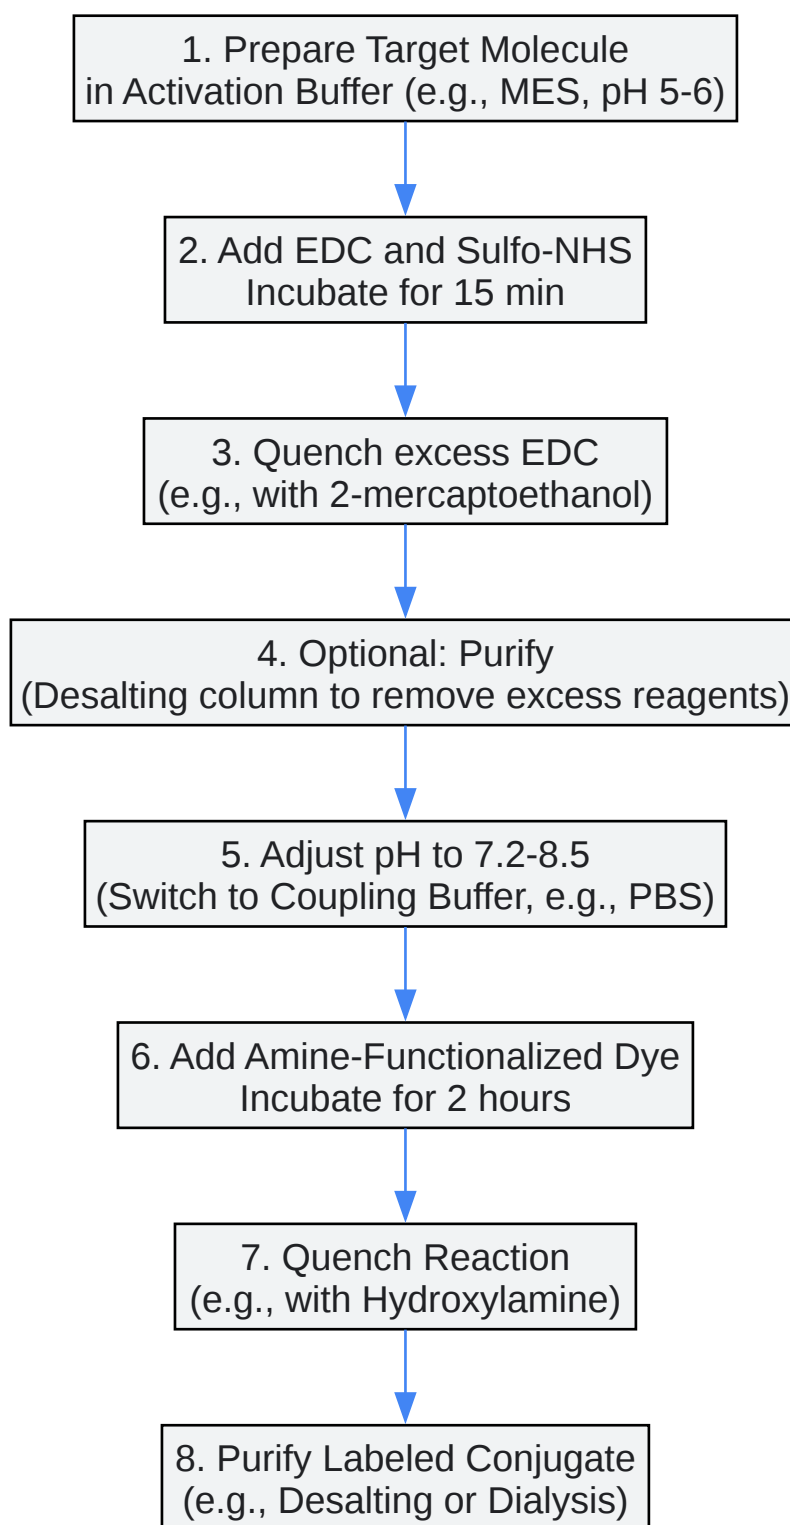 1. Prepare Target Molecule
in Activation Buffer (e.g., MES, pH 5-6)
2. Add EDC and Sulfo-NHS
Incubate for 15 min
3. Quench excess EDC
(e.g., with 2-mercaptoethanol)
4. Optional: Purify
(Desalting column to remove excess reagents)
5. Adjust pH to 7.2-8.5
(Switch to Coupling Buffer, e.g., PBS)
6. Add Amine-Functionalized Dye
Incubate for 2 hours
7. Quench Reaction
(e.g., with Hydroxylamine)
8. Purify Labeled Conjugate
(e.g., Desalting or Dialysis)